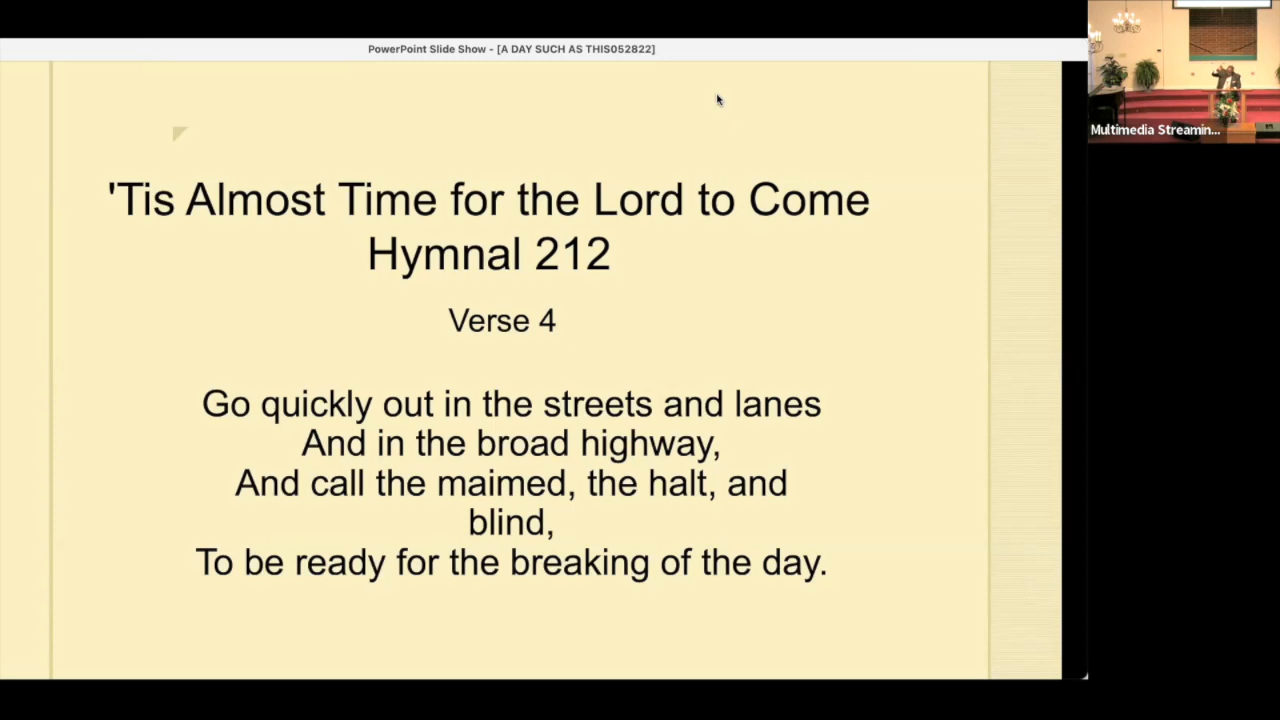 PowerPoint Slide Show - [A DAY SUCH AS THIS052822]
'Tis Almost Time for the Lord to Come
Hymnal 212
Verse 4
Go quickly out in the streets and lanes
And in the broad highway,
And call the maimed, the halt, and
blind,
To be ready for the breaking of the day.
Multimedia Streamin...